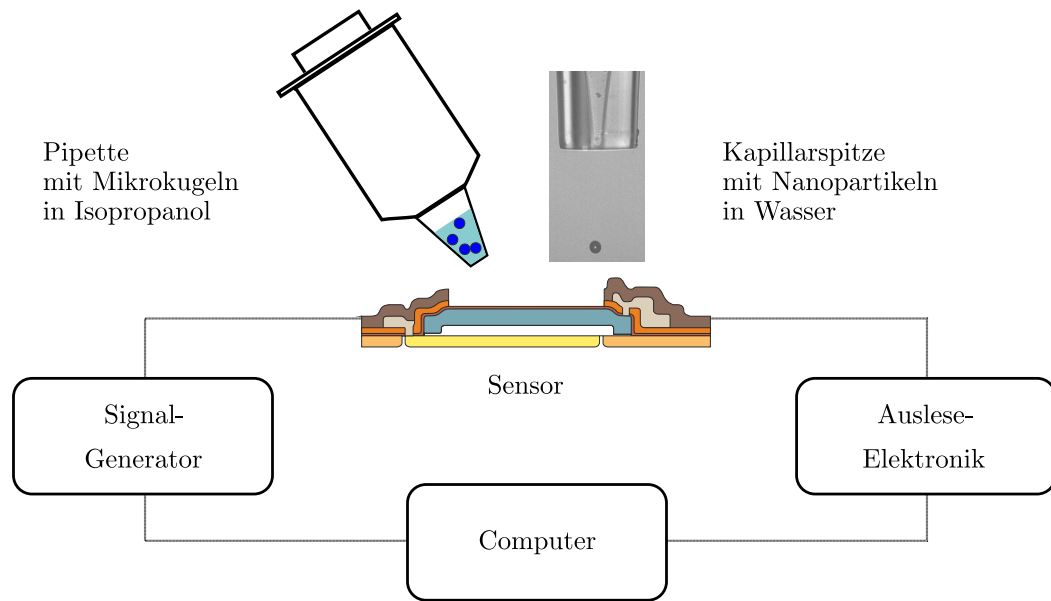 Pipette
mit Mikrokugeln
in Isopropanol
Kapillarspitze
mit Nanopartikeln
in Wasser
Sensor
Signal-
Generator
Auslese-
Elektronik
Computer